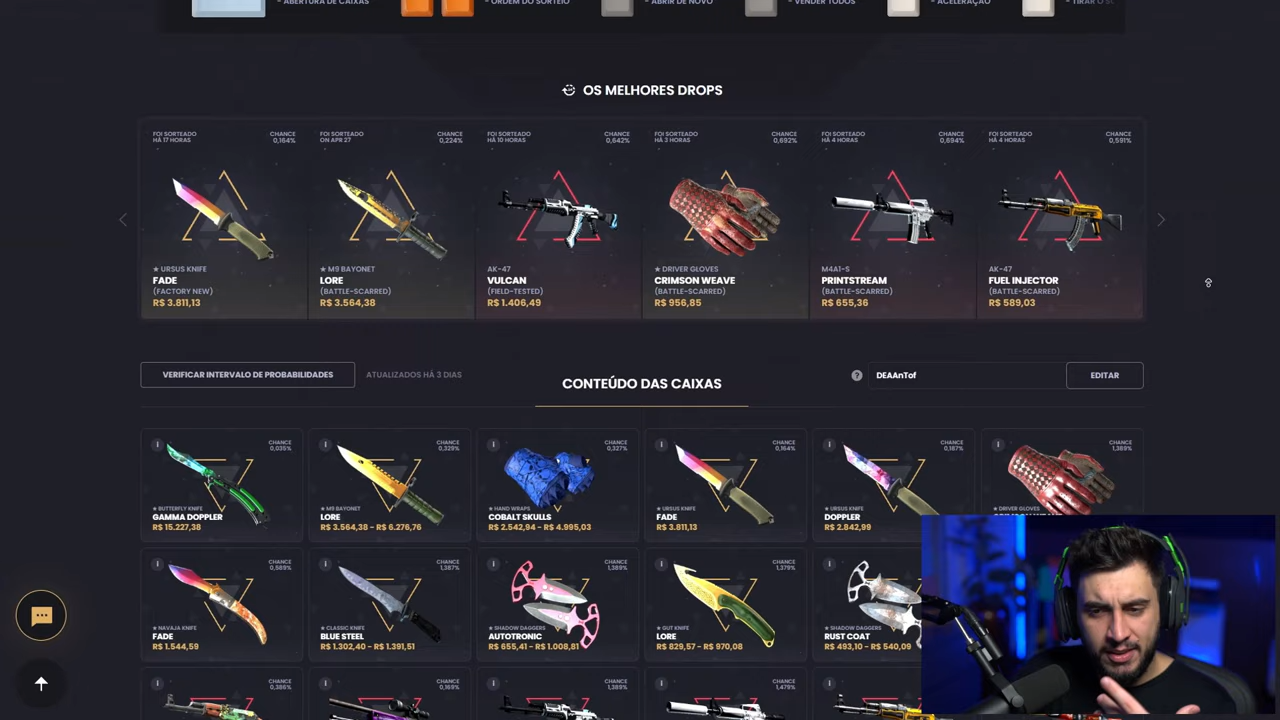 - ABERTURA DE CAIXAS
- ORDEM DO SORTEIO
- ABRIR DE NOVO
- VENDER TODOS
- ACELERAÇÃO
OS MELHORES DROPS
FOI SORTEADO
HÁ 17 HORAS
CHANCE
0,164%
★ URSUS KNIFE
FADE
(FACTORY NEW)
R$ 3.811,13
FOI SORTEADO
ON APR 27
CHANCE
0,224%
★ M9 BAYONET
LORE
(BATTLE-SCARRED)
R$ 3.564,38
FOI SORTEADO
HÁ 10 HORAS
CHANCE
0,642%
AK-47
VULCAN
(FIELD-TESTED)
R$ 1.406,49
FOI SORTEADO
HÁ 3 HORAS
CHANCE
0,692%
★ DRIVER GLOVES
CRIMSON WEAVE
(BATTLE-SCARRED)
R$ 956,85
FOI SORTEADO
HÁ 4 HORAS
CHANCE
0,694%
M4A1-S
PRINTSTREAM
(BATTLE-SCARRED)
R$ 655,36
FOI SORTEADO
HÁ 4 HORAS
CHANCE
0,591%
AK-47
FUEL INJECTOR
(BATTLE-SCARRED)
R$ 589,03
VERIFICAR INTERVALO DE PROBABILIDADES
ATUALIZADOS HÁ 3 DIAS
CONTEÚDO DAS CAIXAS
?
DEAAnTof
EDITAR
CHANCE
0,035%
★ BUTTERFLY KNIFE
GAMMA DOPPLER
R$ 15.227,38
CHANCE
0,329%
★ M9 BAYONET
LORE
R$ 3.564,38 - R$ 6.276,76
CHANCE
0,327%
★ HAND WRAPS
COBALT SKULLS
R$ 2.542,94 - R$ 4.995,03
CHANCE
0,164%
★ URSUS KNIFE
FADE
R$ 3.811,13
CHANCE
0,187%
★ URSUS KNIFE
DOPPLER
R$ 2.842,99
CHANCE
1,389%
★ DRIVER GLOVES
CHANCE
0,569%
★ NAVAJA KNIFE
FADE
R$ 1.544,59
CHANCE
1,387%
★ CLASSIC KNIFE
BLUE STEEL
R$ 1.302,40 - R$ 1.391,51
CHANCE
1,389%
★ SHADOW DAGGERS
AUTOTRONIC
R$ 655,41 - R$ 1.008,81
CHANCE
1,379%
★ GUT KNIFE
LORE
R$ 829,57 - R$ 970,08
★ SHADOW DAGGERS
RUST COAT
R$ 493,10 - R$ 540,09
CHANCE
0,386%
CHANCE
0,169%
CHANCE
1,389%
CHANCE
1,479%